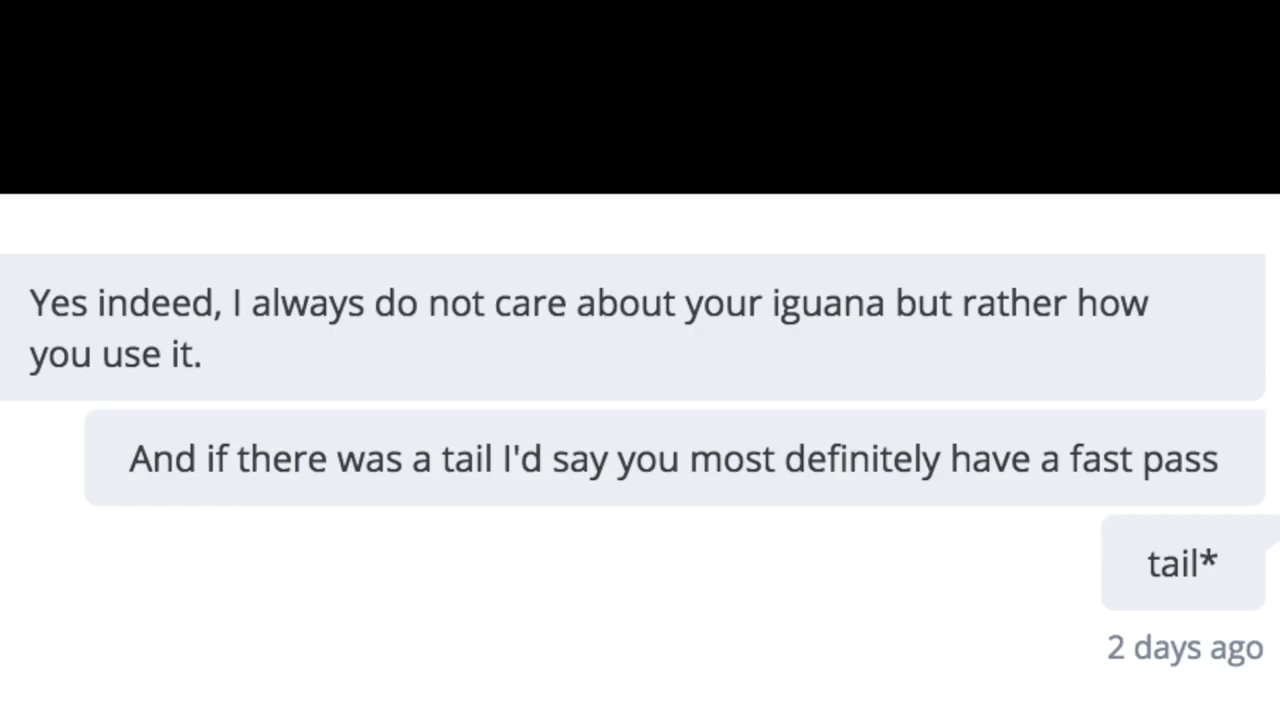 Yes indeed, I always do not care about your iguana but rather how
you use it.
And if there was a tail I'd say you most definitely have a fast pass
tail*
2 days ago